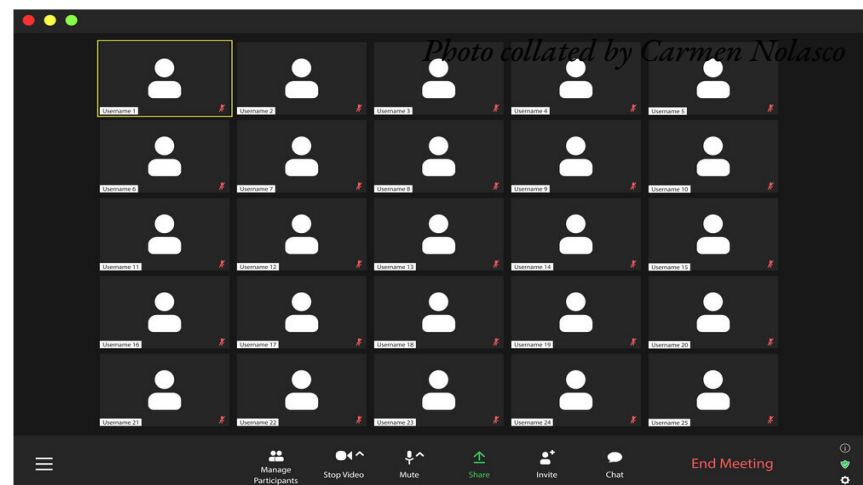 Photo collated by Carmen Nolasco
Username 1
Username 2
Username 3
Username 4
Username 5
Username 6
Username 7
Username 8
Username 9
Username 10
Username 11
Username 12
Username 13
Username 14
Username 15
Username 16
Username 17
Username 18
Username 19
Username 20
Username 21
Username 22
Username 23
Username 24
Username 25
Manage
Participants
Stop Video
Mute
Share
Invite
Chat
End Meeting